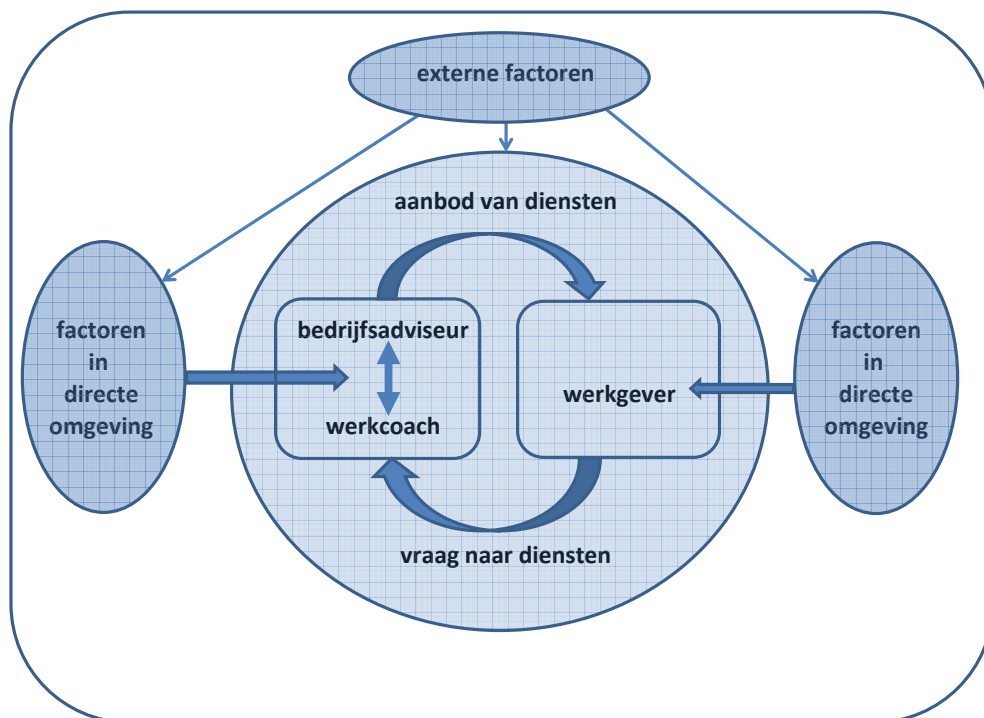 externe factoren
aanbod van diensten
factoren
in
directe
omgeving
bedrijfsadviseur
werkcoach
werkgever
factoren
in
directe
omgeving
vraag naar diensten